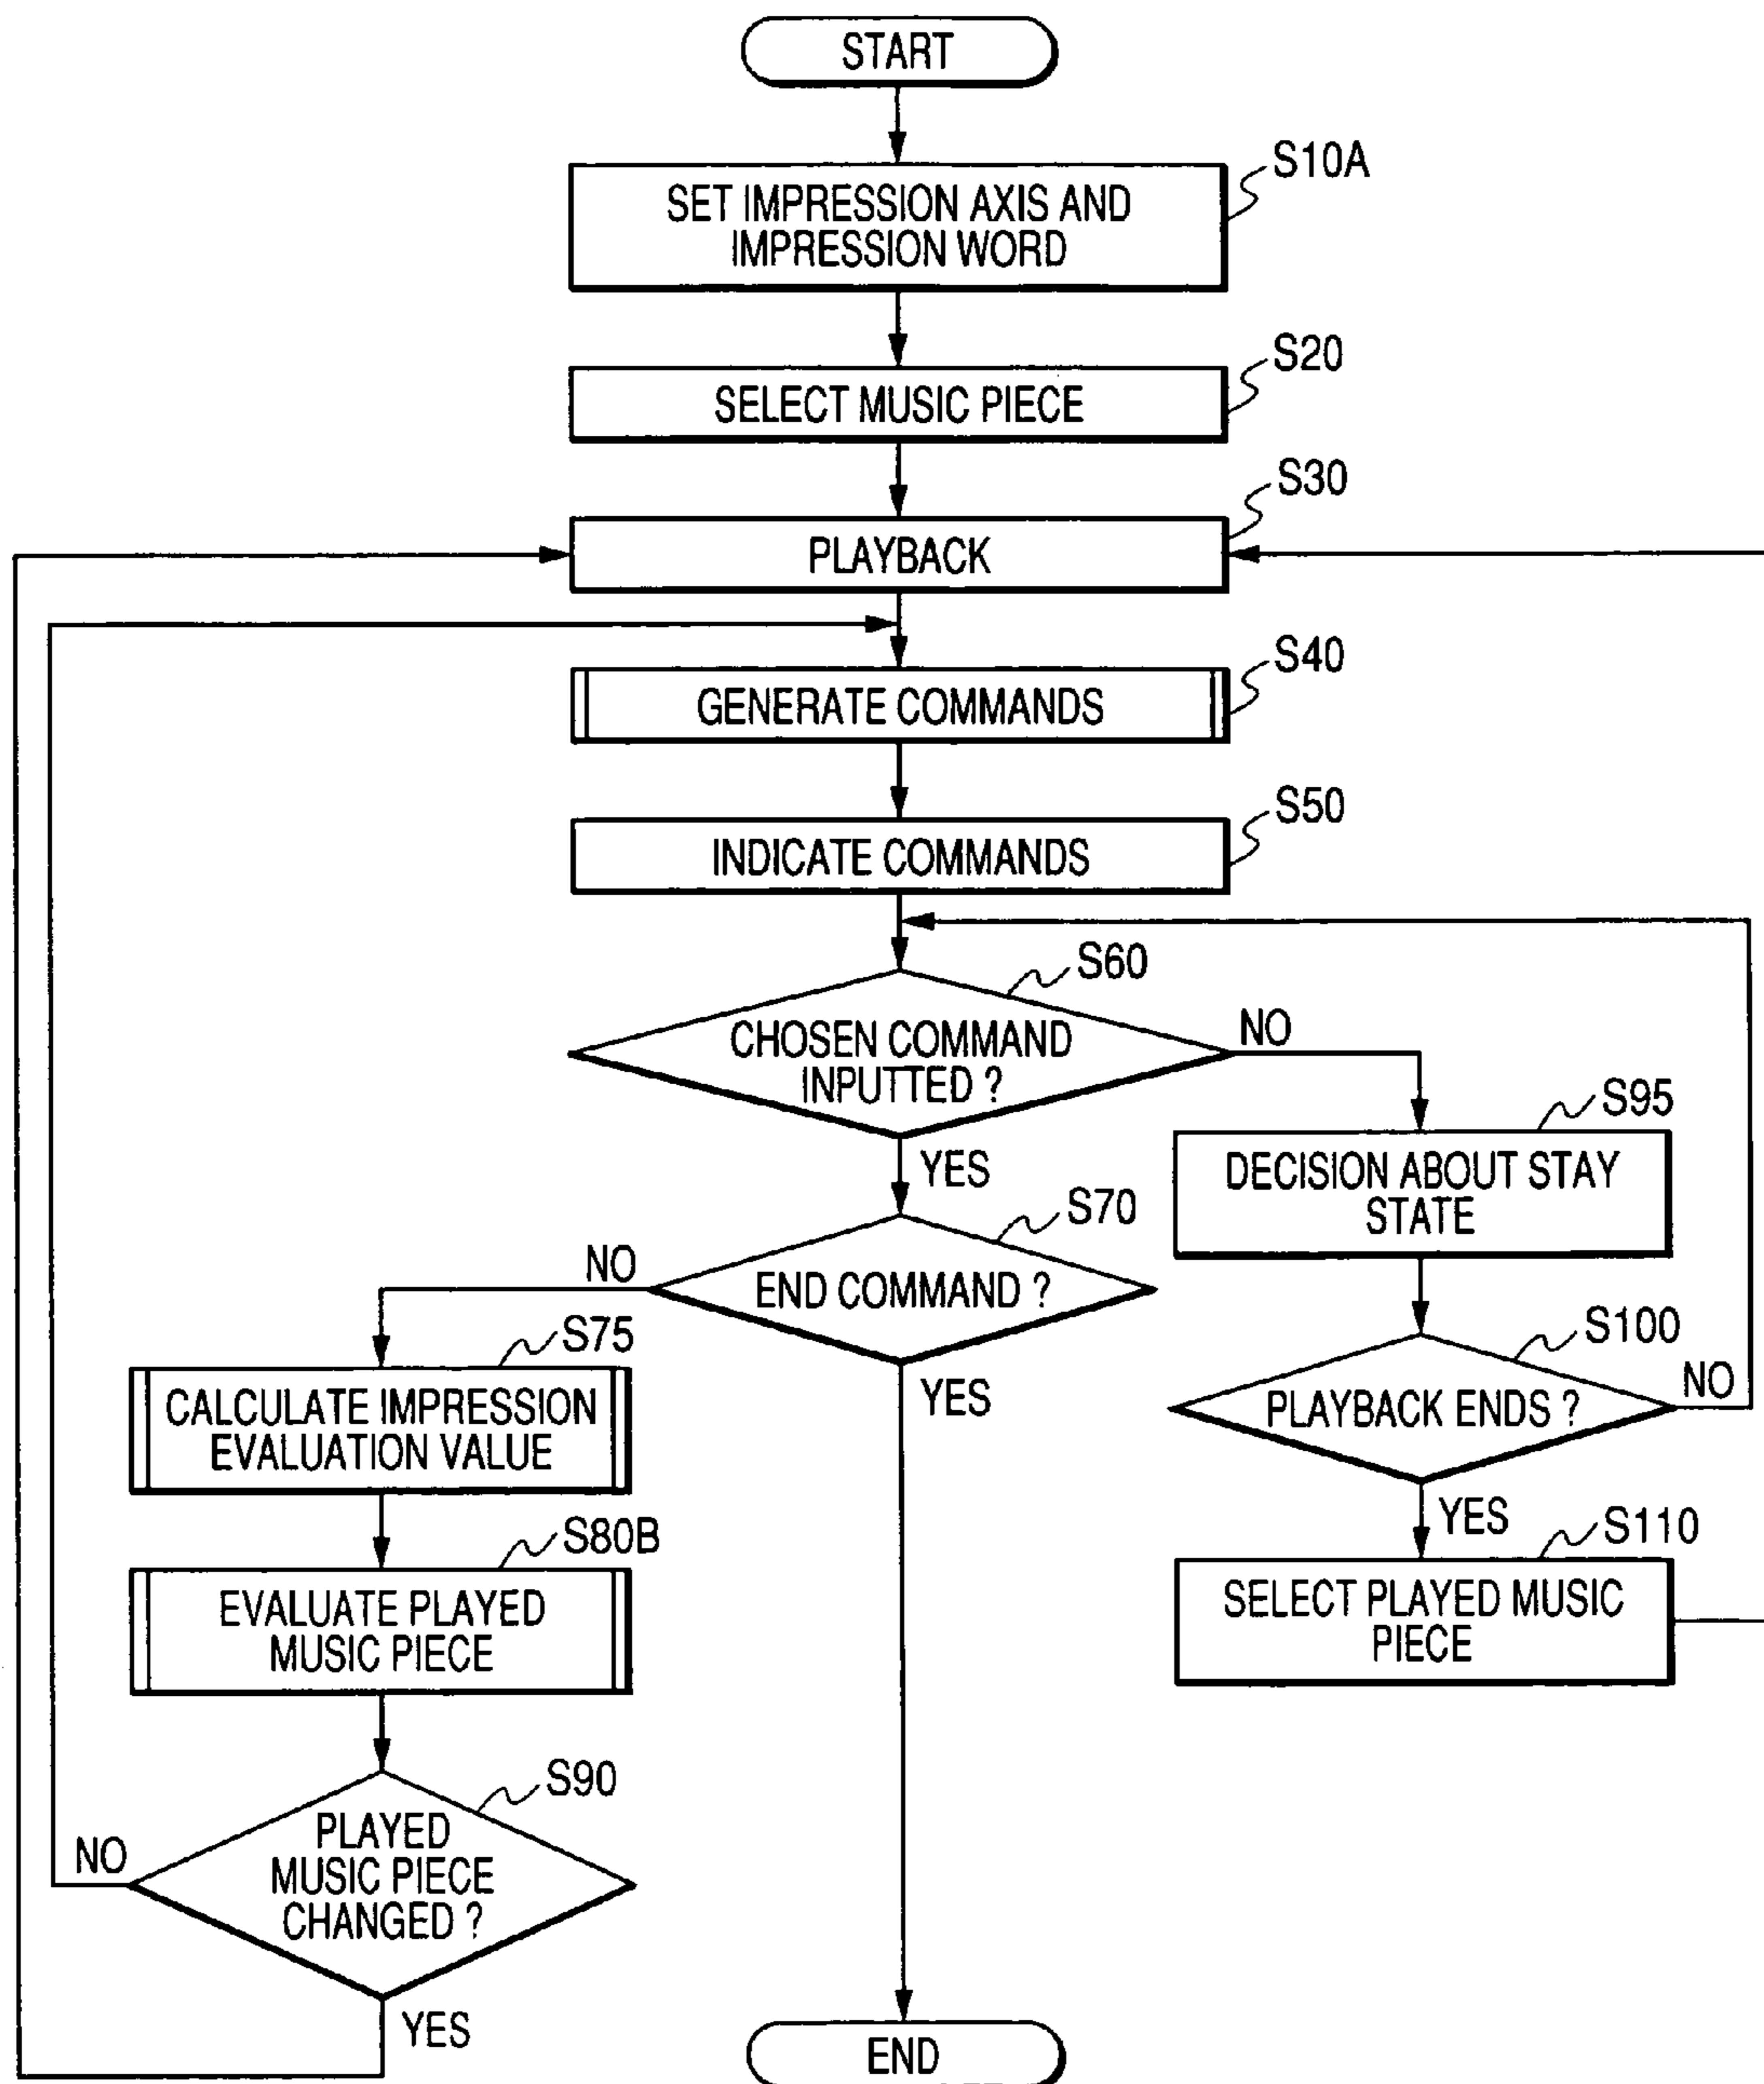 START
S10A
SET IMPRESSION AXIS AND
IMPRESSION WORD
S20
SELECT MUSIC PIECE
S30
PLAYBACK
S40
GENERATE COMMANDS
S50
INDICATE COMMANDS
S60
CHOSEN COMMAND
INPUTTED ?
NO
YES
S95
DECISION ABOUT STAY
STATE
S70
END COMMAND ?
NO
YES
S100
PLAYBACK ENDS ?
NO
YES
S75
CALCULATE IMPRESSION
EVALUATION VALUE
S110
SELECT PLAYED MUSIC
PIECE
S80B
EVALUATE PLAYED
MUSIC PIECE
S90
PLAYED
MUSIC PIECE
CHANGED ?
NO
YES
END